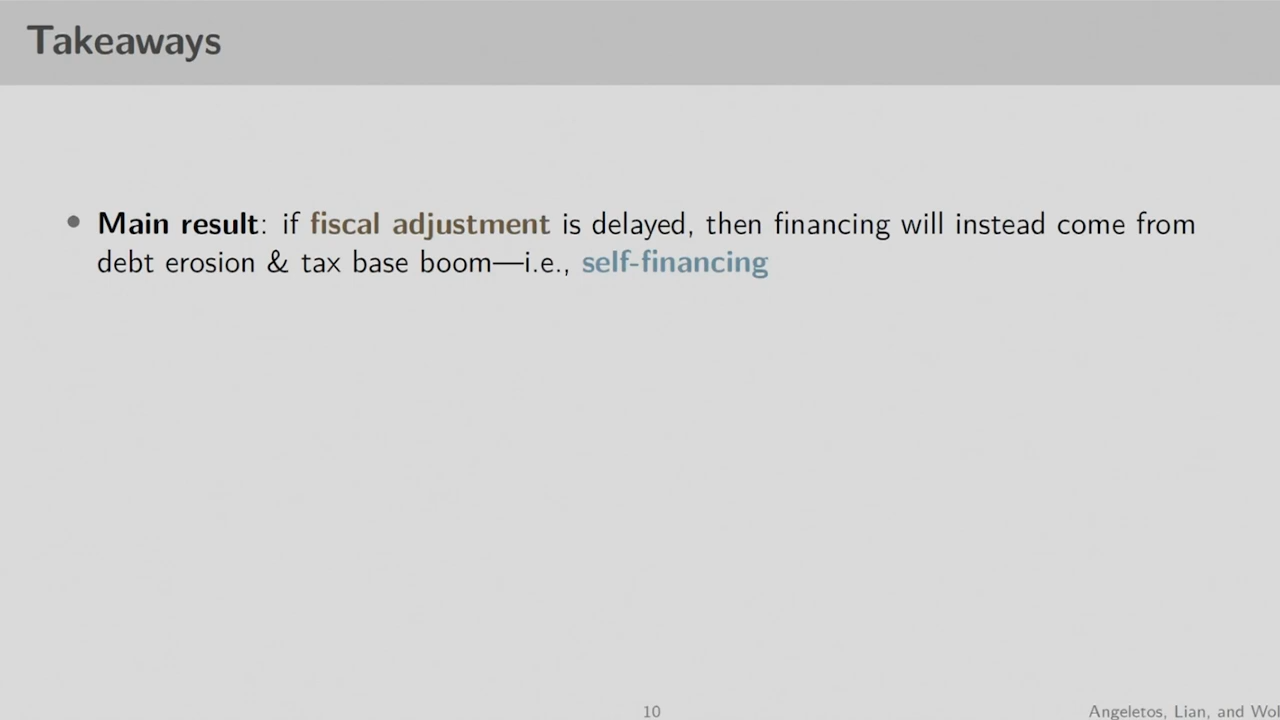 Takeaways
• Main result: if fiscal adjustment is delayed, then financing will instead come from
debt erosion & tax base boom—i.e., self-financing
10
Angeletos, Lian, and